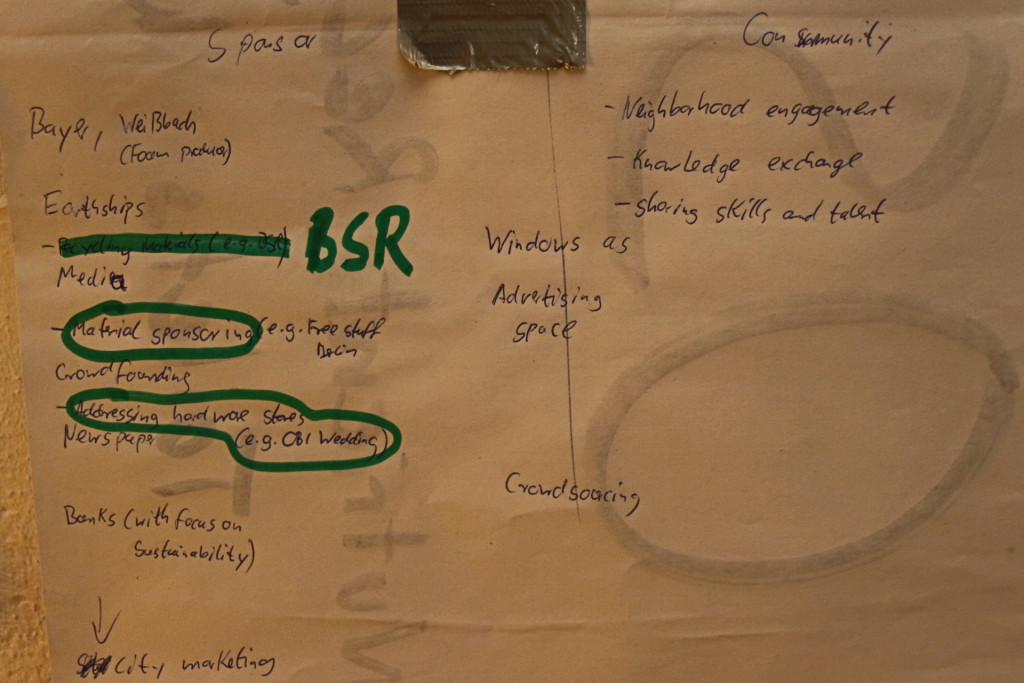 Sponsor
Bayer, Weißbach
(Foam producer)
Earthships
- Recycling materials (e.g. BSR) BSR
Media
- Material sponsoring (e.g. Free stuff
Berlin
Crowdfounding
- Addressing hardware stores
Newspaper (e.g. OBI Wedding)
Banks (with focus on
Sustainability)
City marketing
Community
- Neighborhood engagement
- Knowledge exchange
- sharing skills and talent
Windows as
Advertising
space
Crowdsourcing